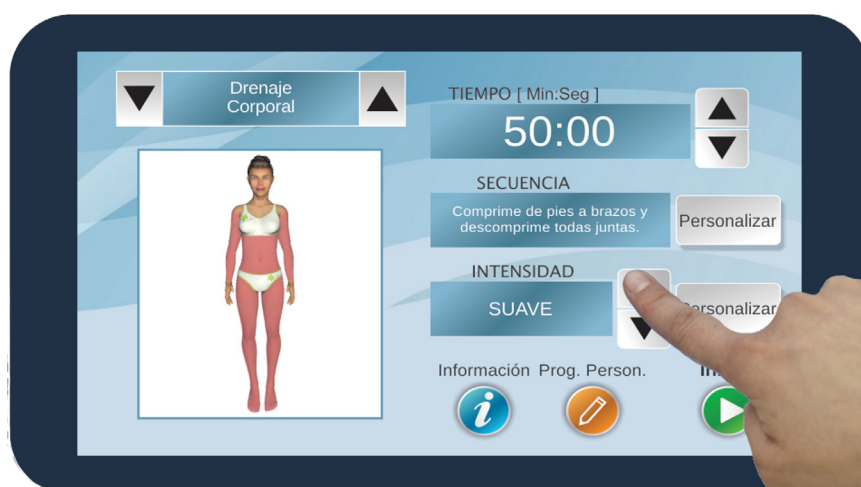 Drenaje
Corporal
TIEMPO [ Min:Seg ]
50:00
SECUENCIA
Comprime de pies a brazos y
descomprime todas juntas.
Personalizar
INTENSIDAD
SUAVE
Personalizar
Información
Prog. Person.